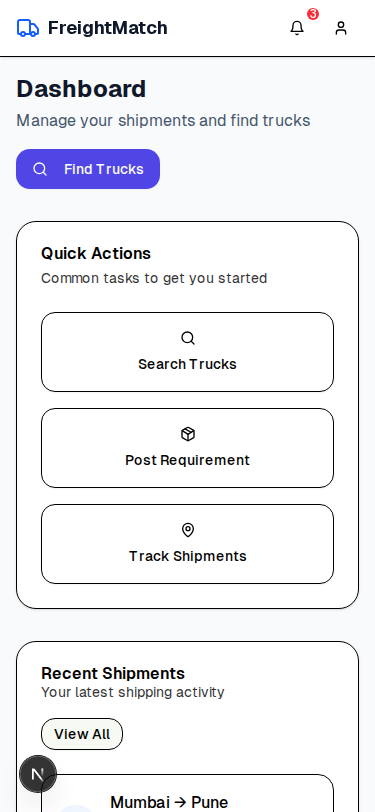 FreightMatch
3
Dashboard
Manage your shipments and find trucks
Find Trucks
Quick Actions
Common tasks to get you started
Search Trucks
Post Requirement
Track Shipments
Recent Shipments
Your latest shipping activity
View All
N
Mumbai → Pune